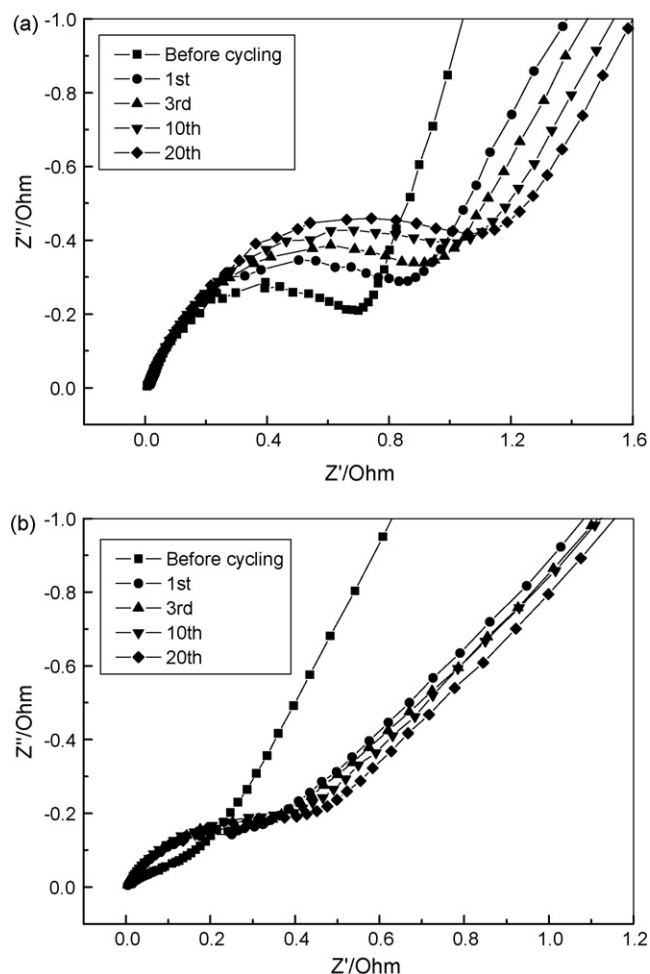 (a)
-1.0
-0.8
-0.6
-0.4
-0.2
0.0
Z"/Ohm
Before cycling
1st
3rd
10th
20th
0.0 0.4 0.8 1.2 1.6
Z'/Ohm
(b)
-1.0
-0.8
-0.6
-0.4
-0.2
0.0
Z"/Ohm
Before cycling
1st
3rd
10th
20th
0.0 0.2 0.4 0.6 0.8 1.0 1.2
Z'/Ohm